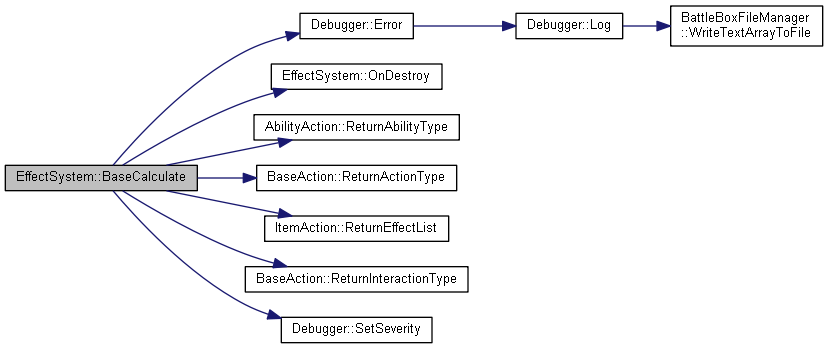 EffectSystem::BaseCalculate
Debugger::Error
Debugger::Log
BattleBoxFileManager
::WriteTextArrayToFile
EffectSystem::OnDestroy
AbilityAction::ReturnAbilityType
BaseAction::ReturnActionType
ItemAction::ReturnEffectList
BaseAction::ReturnInteractionType
Debugger::SetSeverity